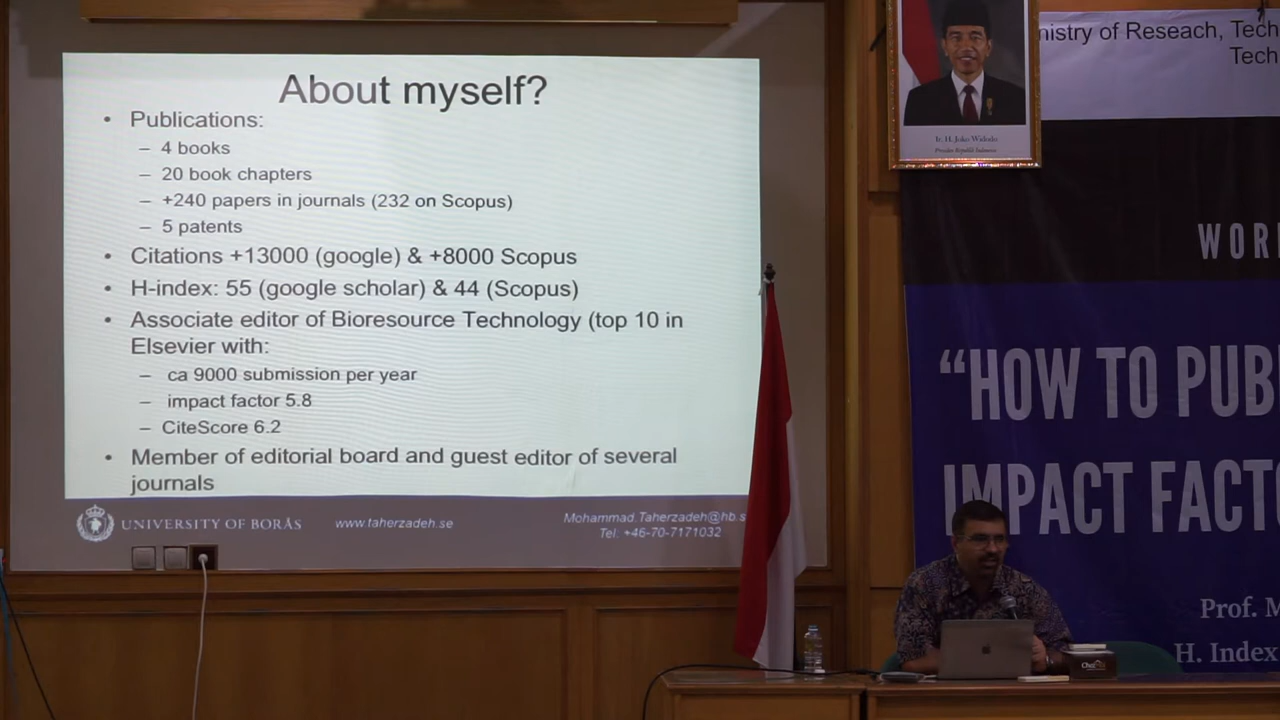 About myself?
• Publications:
– 4 books
– 20 book chapters
– +240 papers in journals (232 on Scopus)
– 5 patents
• Citations +13000 (google) & +8000 Scopus
• H-index: 55 (google scholar) & 44 (Scopus)
• Associate editor of Bioresource Technology (top 10 in
Elsevier with:
– ca 9000 submission per year
– impact factor 5.8
– CiteScore 6.2
• Member of editorial board and guest editor of several
journals
UNIVERSITY OF BORÅS
www.taherzadeh.se
Mohammad.Taherzadeh@hb.s
Tel: +46-70-7171032
Ir. H. Joko Widodo
Presiden Republik Indonesia
nistry of Reseach, Tech
Tech
WOR
“HOW TO PUB
IMPACT FACT
Prof. M
H. Index